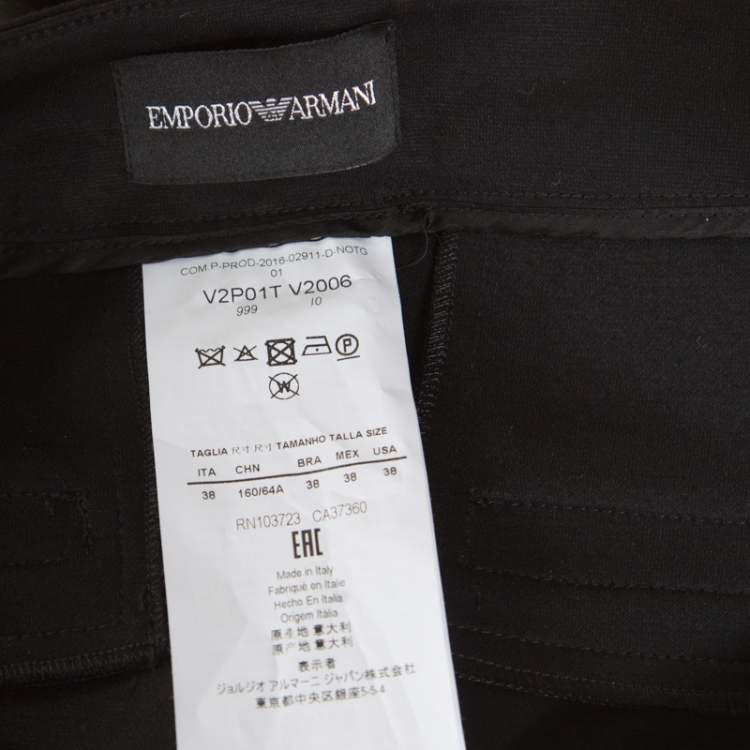 EMPORIO ARMANI
COM.P-PROD-2016-02911-D-NOTG
01
V2P01T V2006
999 10
P
W
TAGLIA 尺寸 尺寸 TAMANHO TALLA SIZE
ITA CHN BRA MEX USA
38 160/64A 38 38 38
RN103723 CA37360
EAC
Made in Italy
Fabriqué en Italie
Hecho En Italia
Origem Itália
原产地 意大利
原產地 意大利
表示者
ジョルジオ アルマーニ ジャパン株式会社
東京都中央区銀座5-5-4